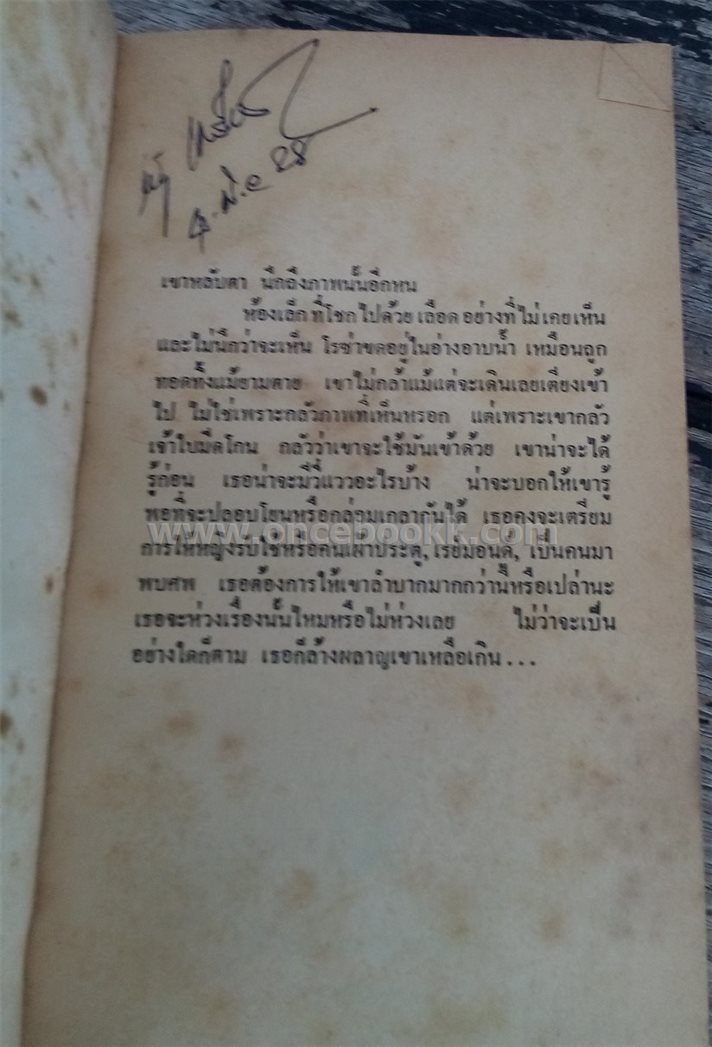 เขาหลับตา นึกถึงภาพนั้นอีกหน
ห้องเล็กที่โชกไปด้วยเลือดอย่างที่ไม่เคยเห็น
และไม่นึกว่าจะเห็น โรซ่าขดอยู่ในอ่างอาบน้ำ เหมือนถูก
ทอดทิ้งแม้ยามตาย เขาไม่กล้าแม้แต่จะเดินเลยเตียงเข้า
ไป ไม่ใช่เพราะกลัวภาพที่เห็นหรอก แต่เพราะเขากลัว
เจ้าใบมีดโกน กลัวว่าเขาจะใช้มันเข้าด้วย เขาน่าจะได้
รู้ก่อน เธอน่าจะมีวี่แววอะไรบ้าง น่าจะบอกให้เขารู้
พอที่จะปลอบโยนหรือกล่อมเกลากันได้ เธอคงจะเตรียม
การให้หญิงรับใช้หรือคนเฝ้าประตู, เรย์มอนด์, เป็นคนมา
พบศพ เธอต้องการให้เขาลำบากมากกว่านี้หรือเปล่านะ
เธอจะห่วงเรื่องนั้นไหมหรือไม่ห่วงเลย ไม่ว่าจะเป็น
อย่างใดก็ตาม เธอก็ล้างผลาญเขาเหลือเกิน...
www.oncebookk.com